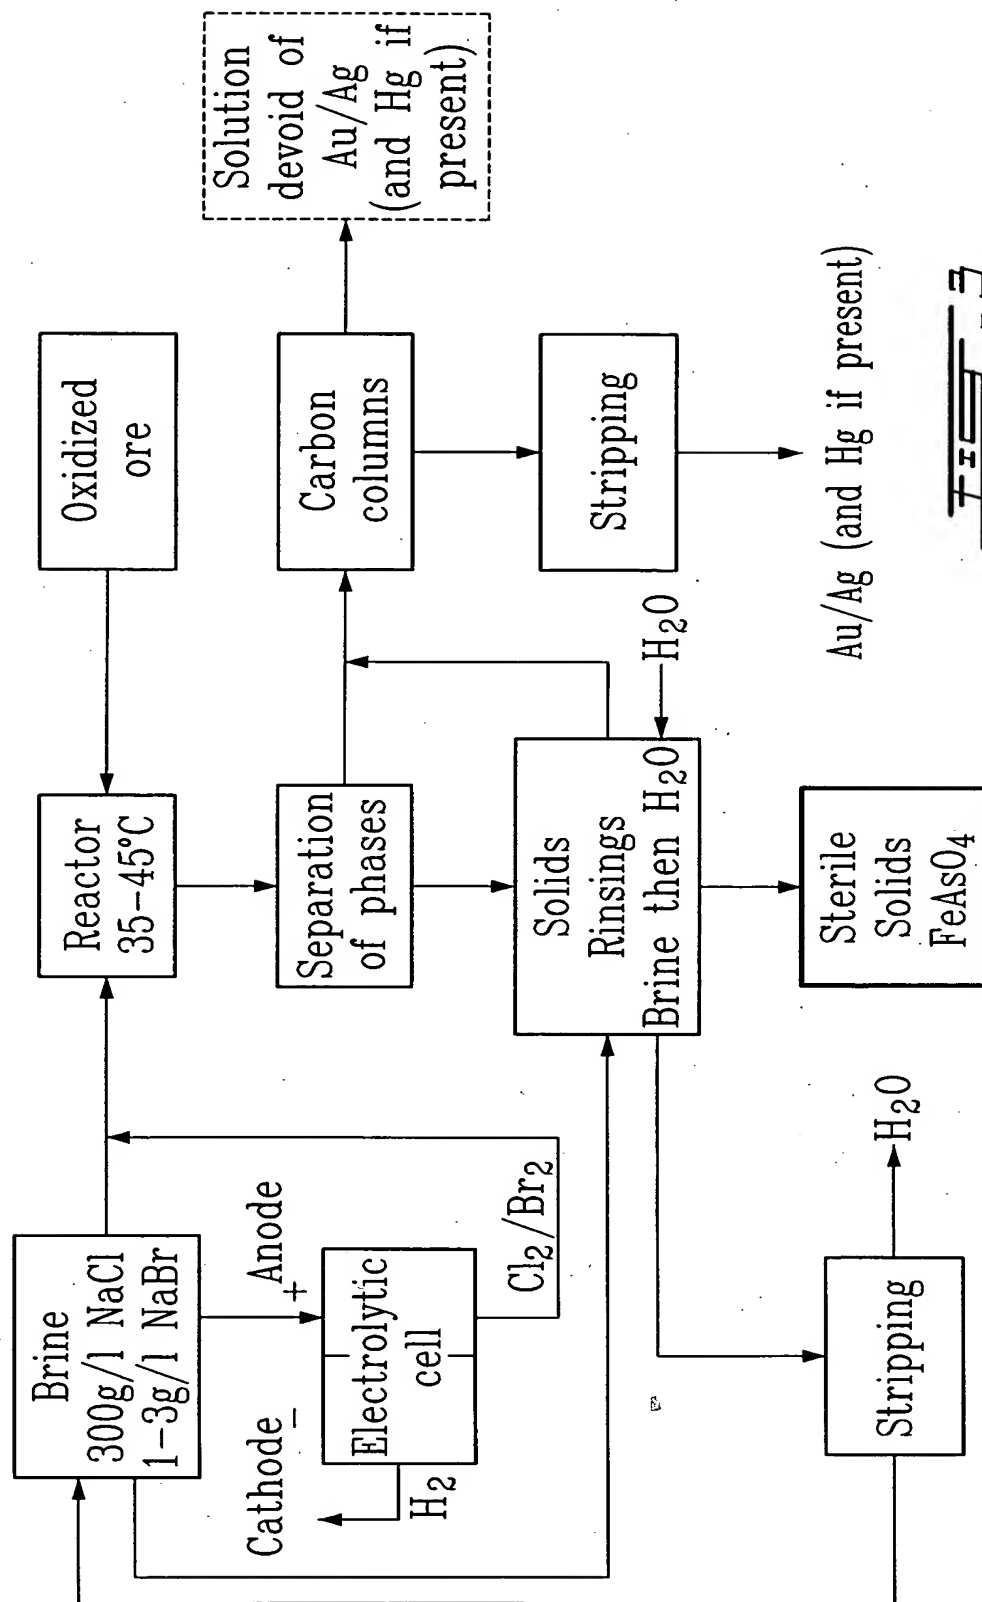 Brine
300g/l NaCl
1-3g/l NaBr
Reactor
35-45°C
Oxidized
ore
Cathode
-
Anode
+
Electrolytic
cell
H2
Cl2/Br2
Separation
of phases
Carbon
columns
Solution
devoid of
Au/Ag
(and Hg if
present)
Solids
Rinsings
Brine then H2O
H2O
Stripping
Stripping
H2O
Sterile
Solids
FeAsO4
Au/Ag (and Hg if present)